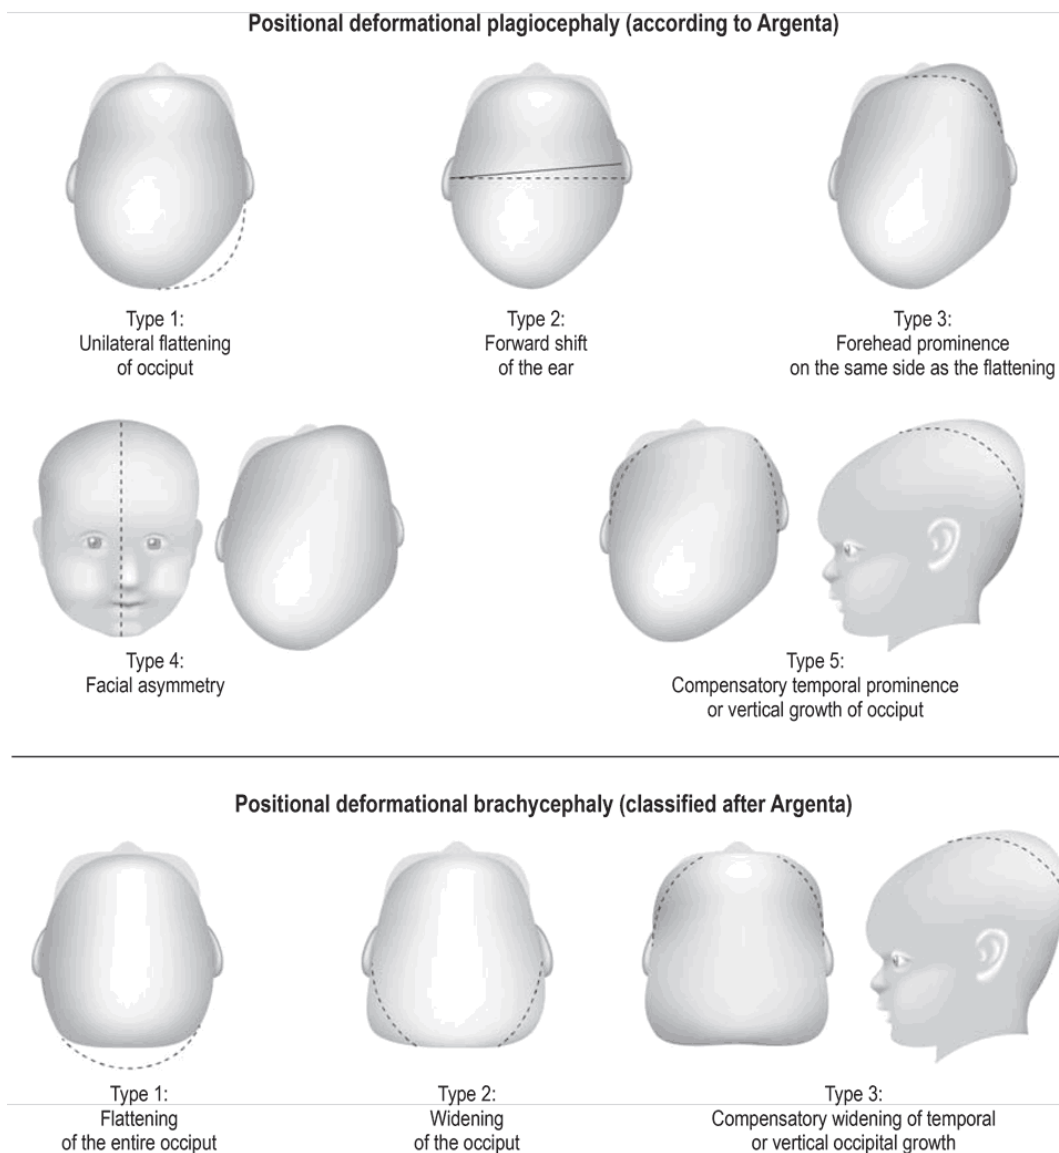 Positional deformational plagiocephaly (according to Argenta)
Type 1:
Unilateral flattening
of occiput
Type 2:
Forward shift
of the ear
Type 3:
Forehead prominence
on the same side as the flattening
Type 4:
Facial asymmetry
Type 5:
Compensatory temporal prominence
or vertical growth of occiput
Positional deformational brachycephaly (classified after Argenta)
Type 1:
Flattening
of the entire occiput
Type 2:
Widening
of the occiput
Type 3:
Compensatory widening of temporal
or vertical occipital growth